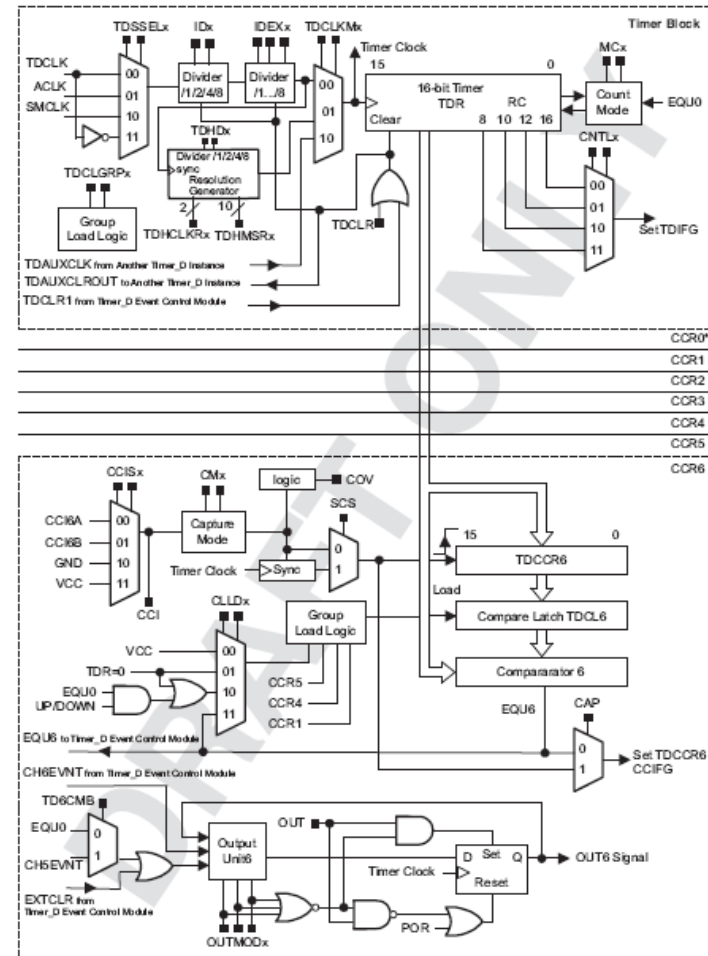 Timer Block
TDSSELx
IDx
IDEXx
TDCLKMx
Timer Clock
MCx
TDCLK
ACLK
SMCLK
00
01
10
11
Divider
/1/2/4/8
Divider
/1.../8
00
01
10
15
0
16-bit Timer
TDR
RC
8 10 12 16
Clear
Count
Mode
EQU0
TDHDx
Divider /1/2/4/8
sync
Resolution
Generator
2
10
TDHCLKRx
TDHMSRx
TDCLGRPx
Group
Load Logic
TDCLR
CNTLx
00
01
10
11
Set TDIFG
TDAUXCLK from Another Timer_D Instance
TDAUXCLROUT to Another Timer_D Instance
TDCLR1 from Timer_D Event Control Module
CCR0*
CCR1
CCR2
CCR3
CCR4
CCR5
CCR6
CCISx
CCI6A
CCI6B
GND
VCC
00
01
10
11
CCI
CMx
Capture
Mode
logic
COV
Timer Clock
Sync
SCS
0
1
15
0
TDCCR6
Load
Compare Latch TDCL6
Compararator 6
EQU6
CLLDx
VCC
TDR=0
EQU0
UP/DOWN
00
01
10
11
Group
Load Logic
CCR5
CCR4
CCR1
CAP
0
1
Set TDCCR6
CCIFG
EQU6 to Timer_D Event Control Module
CH6EVNT from Timer_D Event Control Module
TD6CMB
EQU0
CH5EVNT
0
1
EXTCLR from
Timer_D Event Control Module
Output
Unit6
OUTMODx
OUT
Timer Clock
D Set Q
Reset
POR
OUT6 Signal
DRAFT ONLY